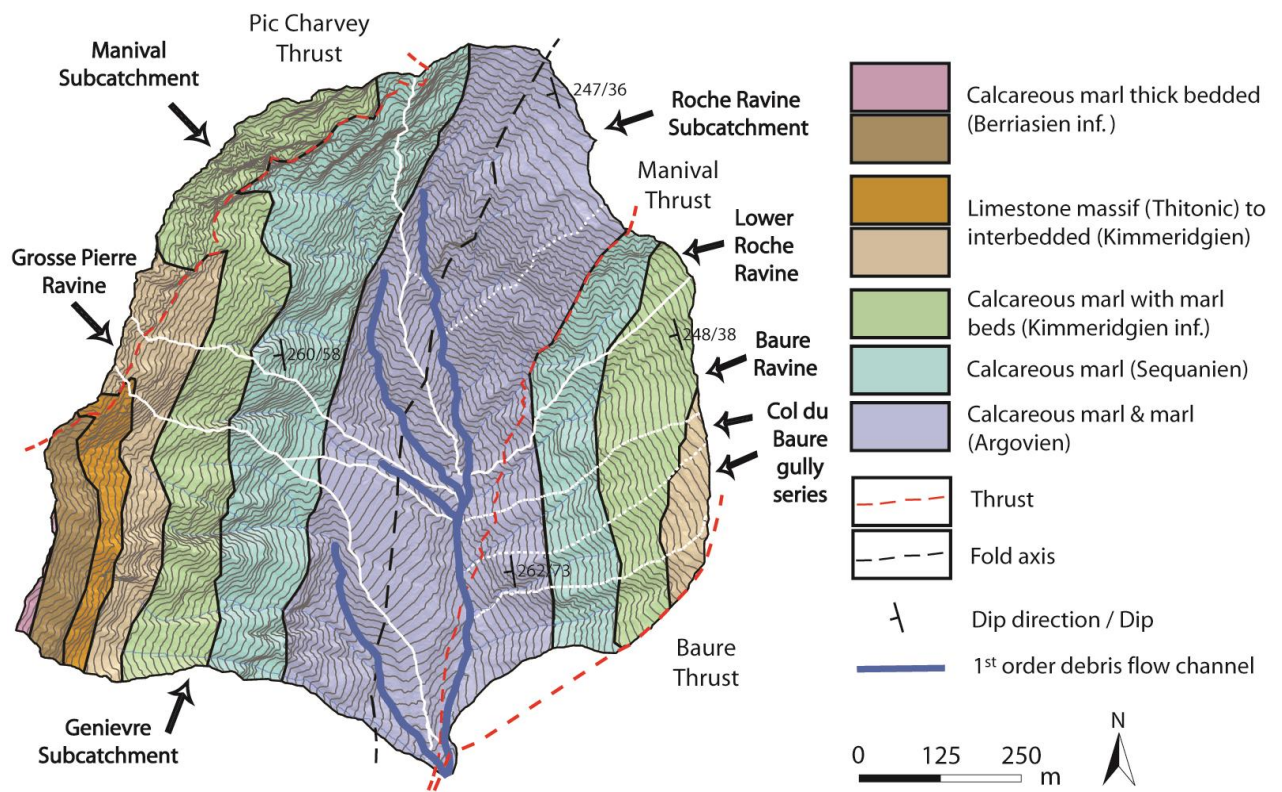 Pic Charvey
Thrust
Manival
Subcatchment
247/36
Roche Ravine
Subcatchment
Manival
Thrust
Lower
Roche
Ravine
Grosse Pierre
Ravine
260/58
248/38
Baure
Ravine
Col du
Baure
gully
series
262/73
Baure
Thrust
Genievre
Subcatchment
Calcareous marl thick bedded
(Berriasien inf.)
Limestone massif (Thitonic) to
interbedded (Kimmeridgien)
Calcareous marl with marl
beds (Kimmeridgien inf.)
Calcareous marl (Sequanien)
Calcareous marl & marl
(Argovien)
Thrust
Fold axis
Dip direction / Dip
1st order debris flow channel
N
0 125 250
m